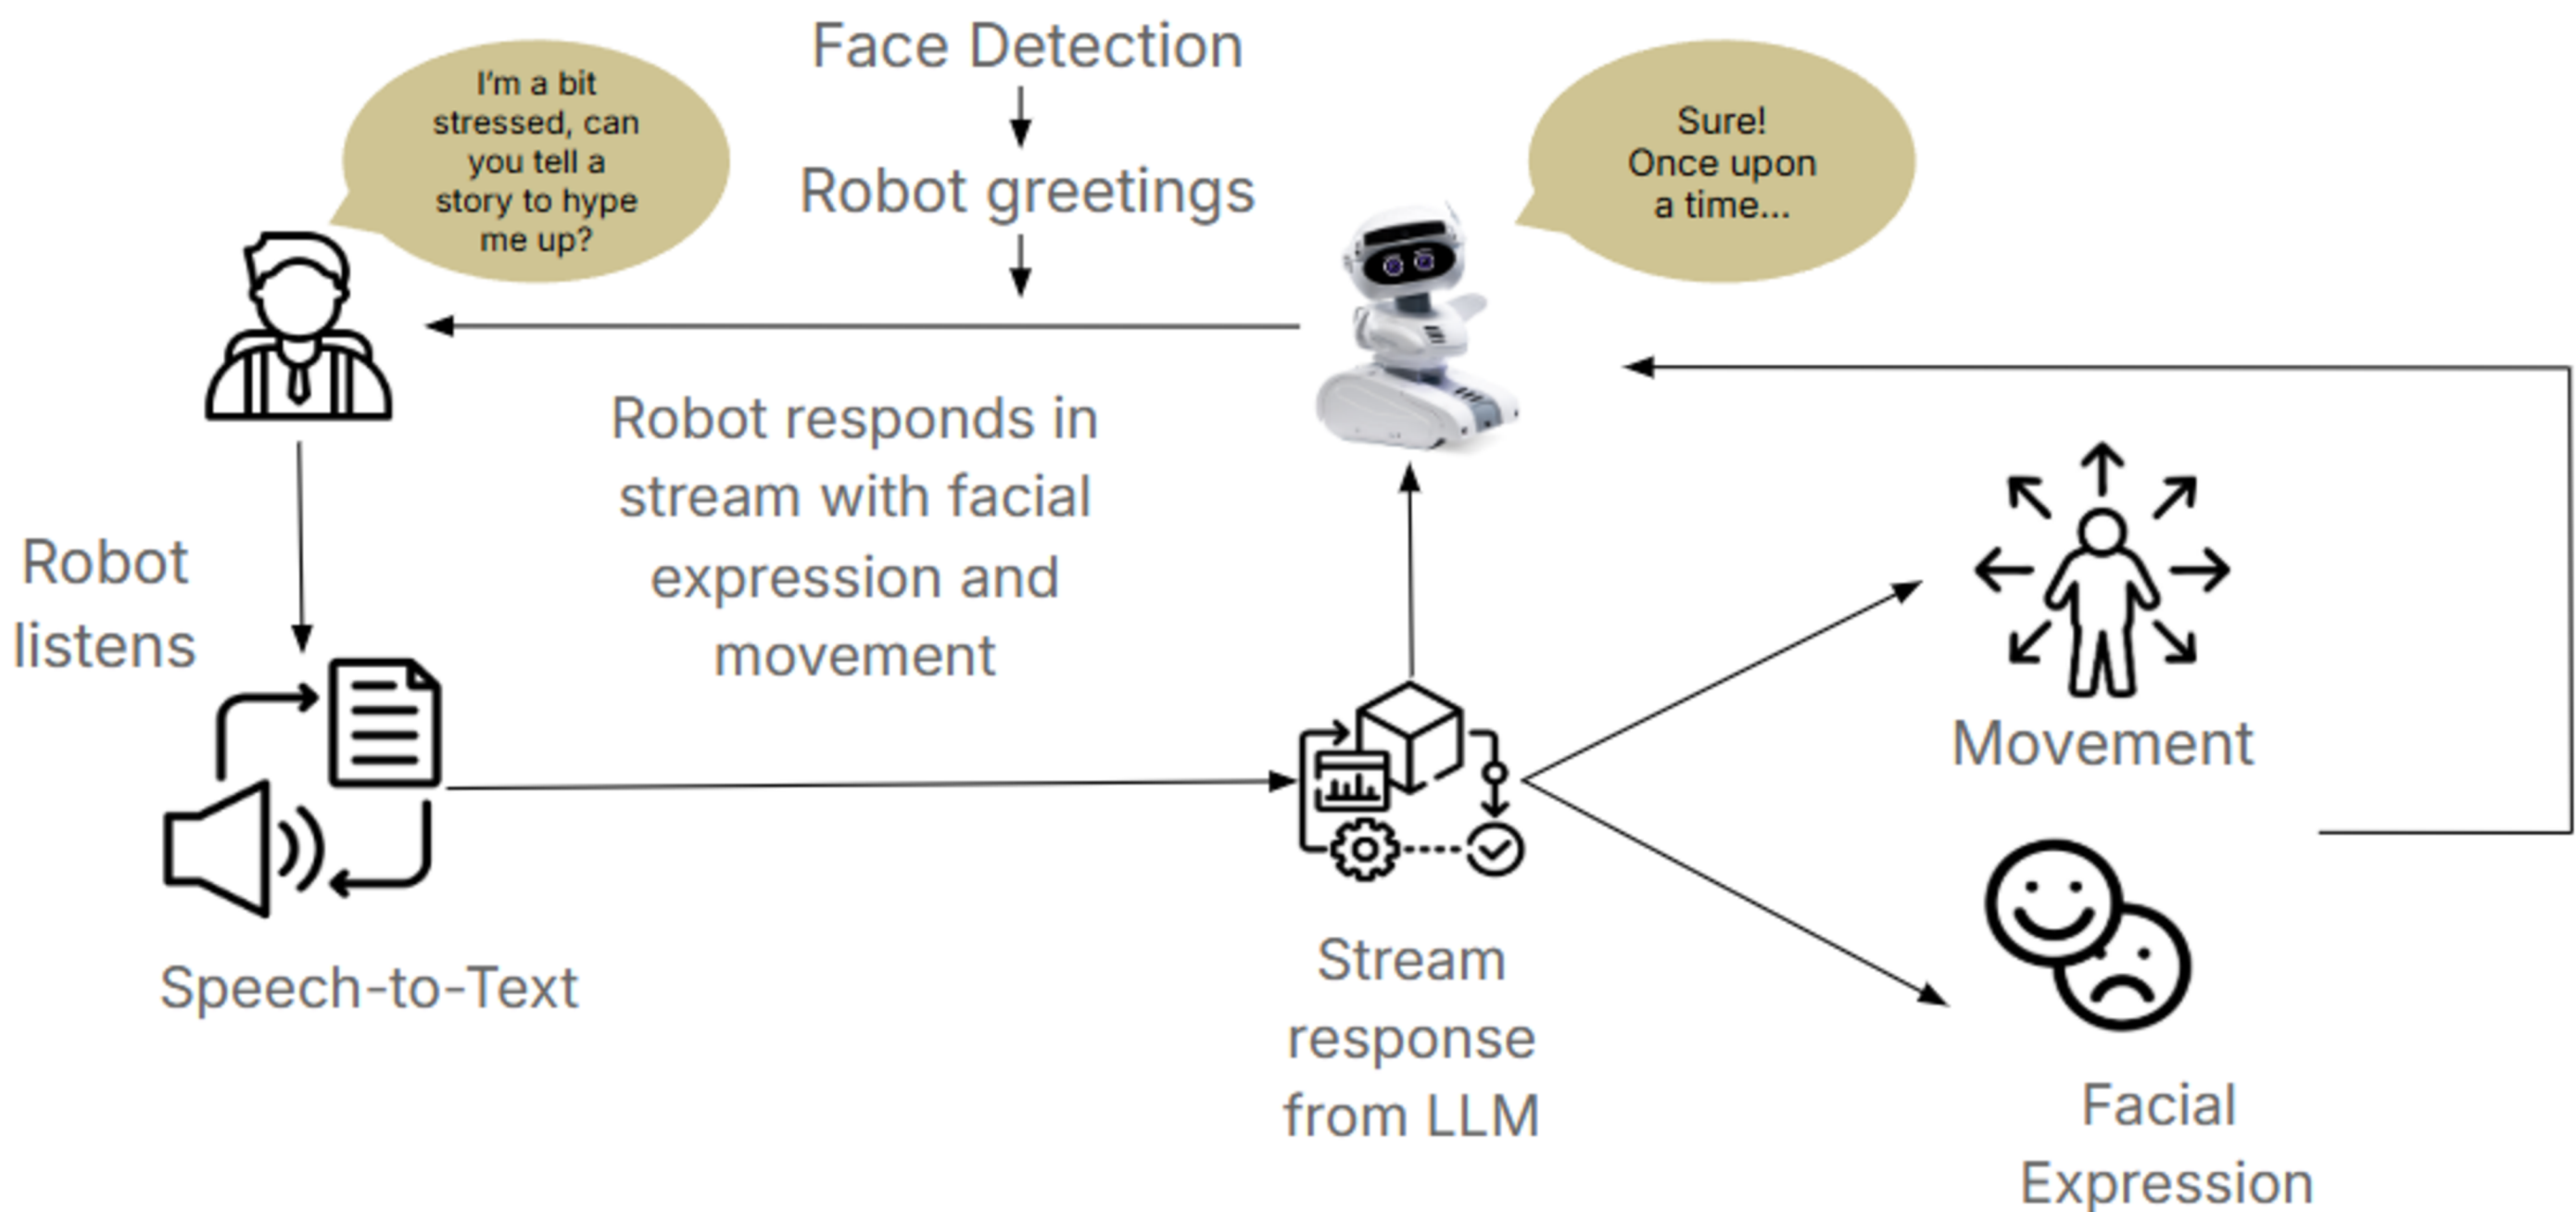 Face Detection
I'm a bit
stressed, can
you tell a
story to hype
me up?
Robot greetings
Sure!
Once upon
a time...
Robot responds in
stream with facial
expression and
movement
Robot
listens
Movement
Speech-to-Text
Stream
response
from LLM
Facial
Expression